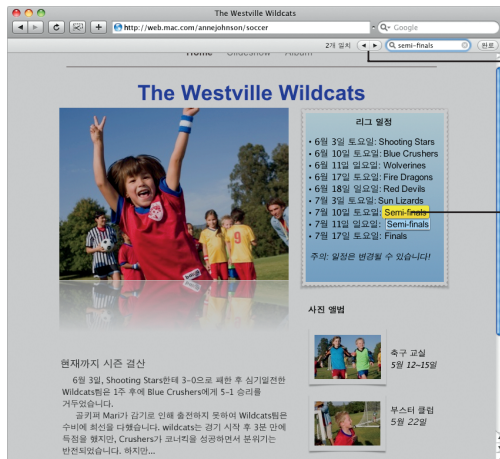 The Westville Wildcats
http://web.mac.com/annejohnson/soccer
Google
2개 일치
semi-finals
완료
Home Slideshow Album
The Westville Wildcats
리그 일정
• 6월 3일 토요일: Shooting Stars
• 6월 10일 토요일: Blue Crushers
• 6월 11일 일요일: Wolverines
• 6월 17일 토요일: Fire Dragons
• 6월 18일 일요일: Red Devils
• 7월 3일 토요일: Sun Lizards
• 7월 10일 토요일: Semi-finals
• 7월 11일 일요일: Semi-finals
• 7월 17일 토요일: Finals
주의: 일정은 변경될 수 있습니다!
사진 앨범
축구 교실
5월 12–15일
부스터 클럽
5월 22일
현재까지 시즌 결산
6월 3일, Shooting Stars한테 3-0으로 패한 후 심기일전한
Wildcats팀은 1주 후에 Blue Crushers에게 5-1 승리를
거두었습니다.
골키퍼 Mari가 감기로 인해 출전하지 못하여 Wildcats팀은
수비에 최선을 다했습니다. wildcats는 경기 시작 후 3분 만에
득점을 했지만, Crushers가 코너킥을 성공하면서 분위기는
반전되었습니다. 하지만...
9